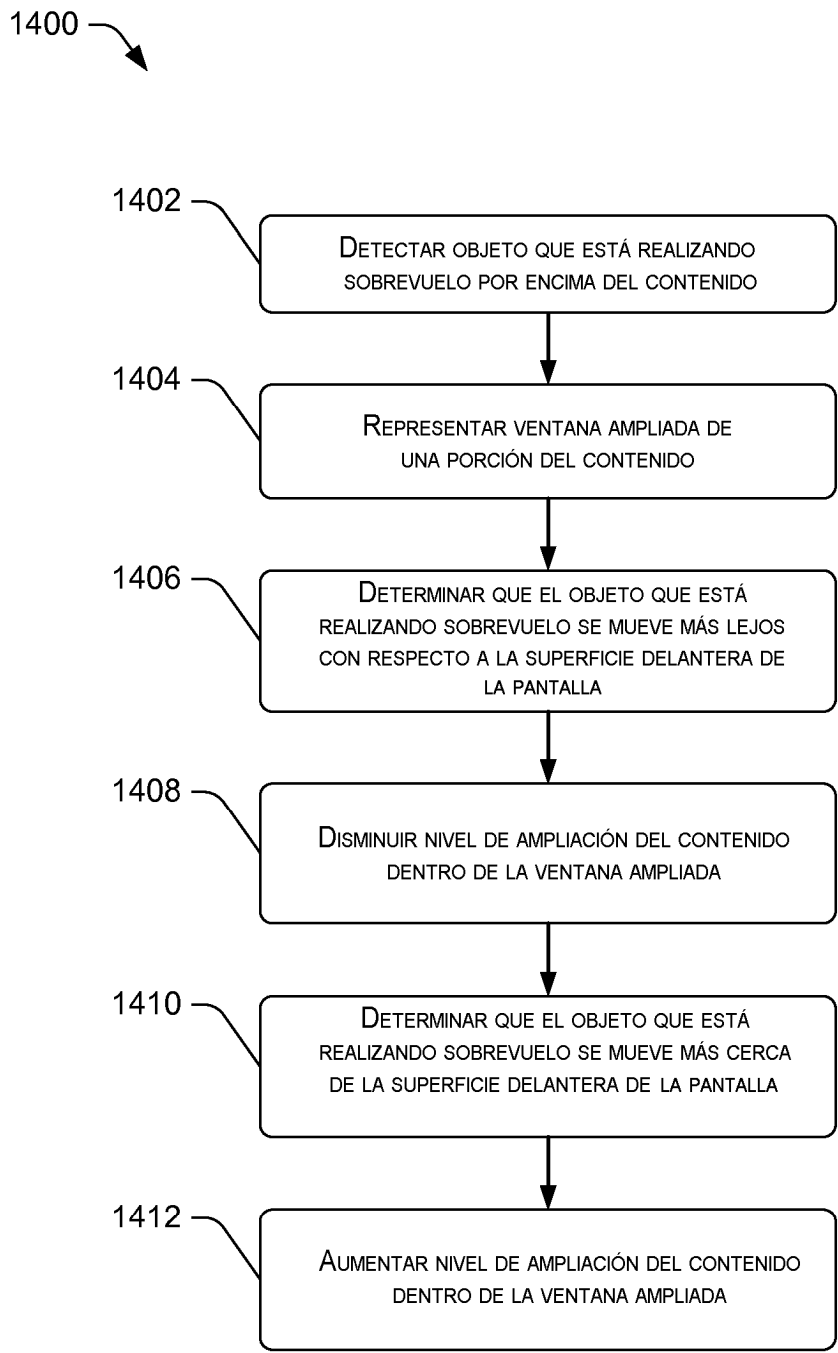 1400
1402
DETECTAR OBJETO QUE ESTÁ REALIZANDO
SOBREVUELO POR ENCIMA DEL CONTENIDO
1404
REPRESENTAR VENTANA AMPLIADA DE
UNA PORCIÓN DEL CONTENIDO
1406
DETERMINAR QUE EL OBJETO QUE ESTÁ
REALIZANDO SOBREVUELO SE MUEVE MÁS LEJOS
CON RESPECTO A LA SUPERFICIE DELANTERA DE
LA PANTALLA
1408
DISMINUIR NIVEL DE AMPLIACIÓN DEL CONTENIDO
DENTRO DE LA VENTANA AMPLIADA
1410
DETERMINAR QUE EL OBJETO QUE ESTÁ
REALIZANDO SOBREVUELO SE MUEVE MÁS CERCA
DE LA SUPERFICIE DELANTERA DE LA PANTALLA
1412
AUMENTAR NIVEL DE AMPLIACIÓN DEL CONTENIDO
DENTRO DE LA VENTANA AMPLIADA